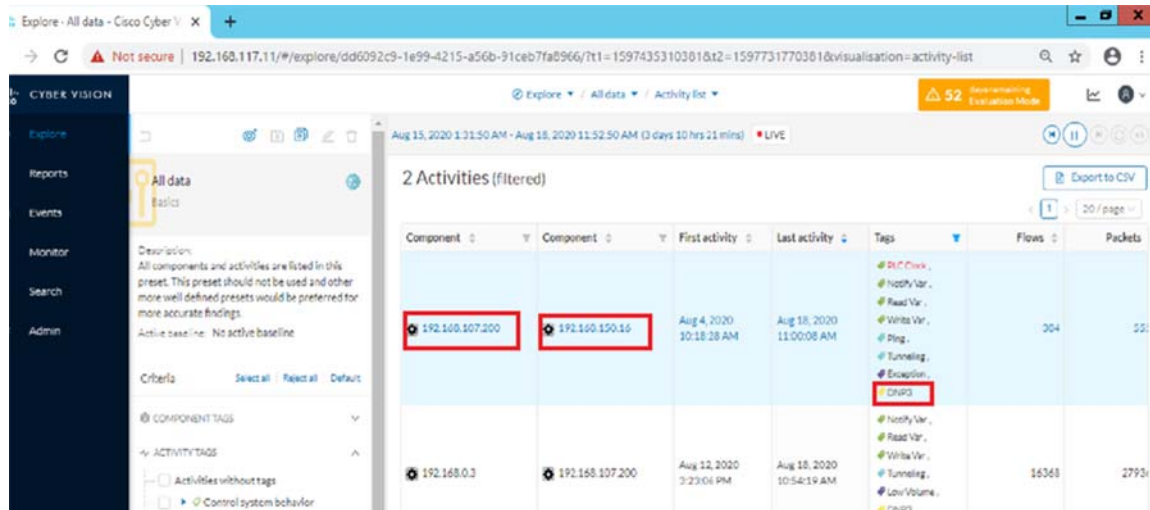 Explore - All data - Cisco Cyber V
Not secure | 192.168.117.11/#/explore/dd6092c9-1e99-4215-a56b-91ceb7fa8966/?t1=1597435310381&t2=1597731770381&visualisation=activity-list
CYBER VISION
Explore / All data / Activity list
52 days remaining
Evaluation Mode
Explore
Reports
Events
Monitor
Search
Admin
Aug 15, 2020 1:31:50 AM - Aug 18, 2020 11:52:50 AM (3 days 10 hrs 21 mins) LIVE
All data
Basics
Description:
All components and activities are listed in this
preset. This preset should not be used and other
more well defined presets would be preferred for
more accurate findings.
Active baseline: No active baseline
Criteria Select all Reject all Default
COMPONENT TAGS
ACTIVITY TAGS
Activities without tags
Control system behavior
2 Activities (filtered)
Export to CSV
1 20 / page
Component Component First activity Last activity Tags Flows Packets
192.168.107.200 192.168.150.16 Aug 4, 2020 10:18:28 AM Aug 18, 2020 11:00:08 AM 304
PLC Clock,
Notify Var,
Read Var,
Write Var,
Ping,
Tunneling,
Exception,
DNP3
192.168.0.3 192.168.107.200 Aug 12, 2020 3:23:06 PM Aug 18, 2020 10:54:19 AM 16368
Notify Var,
Read Var,
Write Var,
Tunneling,
Low Volume,
DNP3